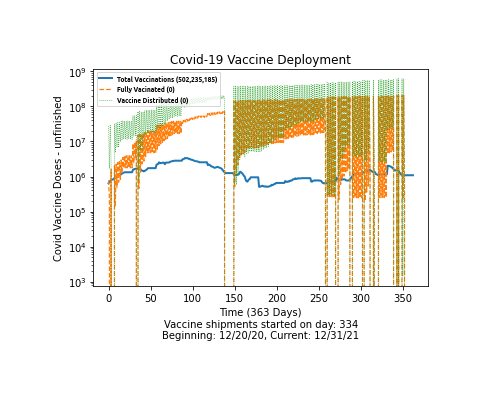 Covid-19 Vaccine Deployment
Total Vaccinations (502,235,185)
Fully Vacinated (0)
Vaccine Distributed (0)
Covid Vaccine Doses - unfinished
10⁹
10⁸
10⁷
10⁶
10⁵
10⁴
10³
0 50 100 150 200 250 300 350
Time (363 Days)
Vaccine shipments started on day: 334
Beginning: 12/20/20, Current: 12/31/21